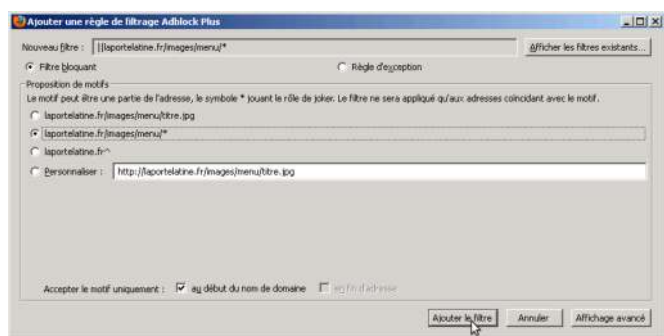 Ajouter une règle de filtrage Adblock Plus
Nouveau filtre : ||laportelatine.fr/images/menu/* Afficher les filtres existants...
Filtre bloquant Règle d'exception
Proposition de motifs
Le motif peut être une partie de l'adresse, le symbole * jouant le rôle de joker. Le filtre ne sera appliqué qu'aux adresses coïncidant avec le motif.
laportelatine.fr/images/menu/titre.jpg
laportelatine.fr/images/menu/*
laportelatine.fr^
Personnaliser : http://laportelatine.fr/images/menu/titre.jpg
Accepter le motif uniquement : au début du nom de domaine en fin d'adresse
Ajouter le filtre Annuler Affichage avancé